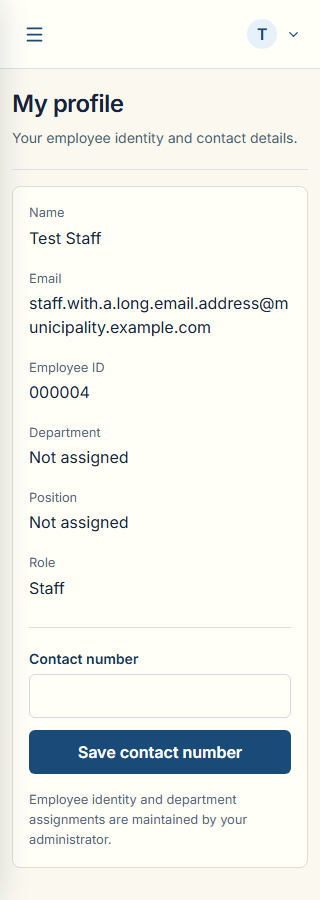 T
My profile
Your employee identity and contact details.
Name
Test Staff
Email
staff.with.a.long.email.address@m
unicipality.example.com
Employee ID
000004
Department
Not assigned
Position
Not assigned
Role
Staff
Contact number
Save contact number
Employee identity and department
assignments are maintained by your
administrator.